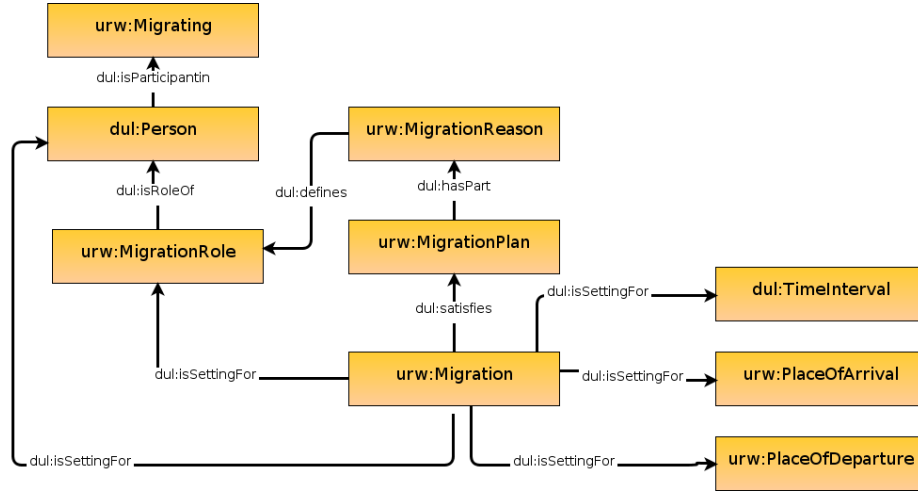 urw:Migrating
dul:isParticipantin
dul:Person
urw:MigrationReason
dul:isRoleOf
dul:defines
dul:hasPart
urw:MigrationRole
urw:MigrationPlan
dul:isSettingFor
dul:TimeInterval
dul:satisfies
dul:isSettingFor
urw:Migration
dul:isSettingFor
urw:PlaceOfArrival
dul:isSettingFor
dul:isSettingFor
urw:PlaceOfDeparture